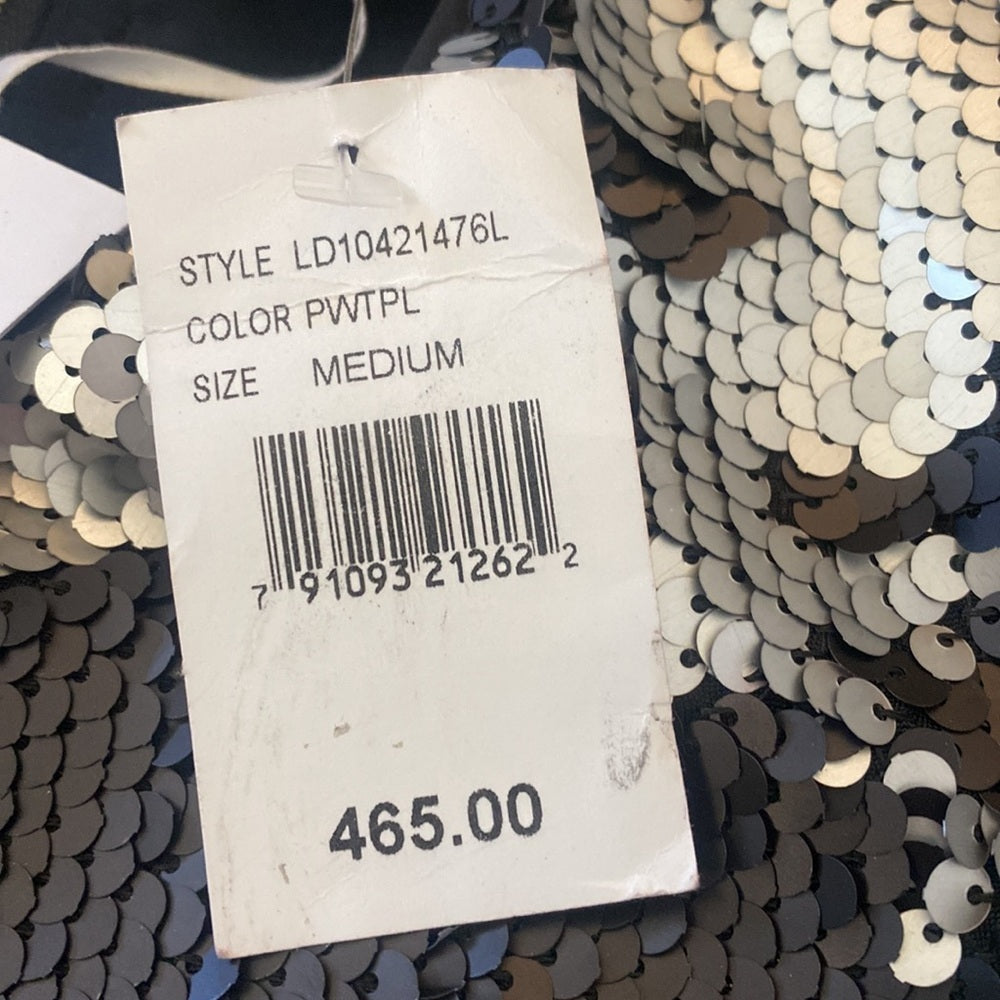 STYLE LD10421476L
COLOR PWTPL
SIZE MEDIUM
7 91093 21262 2
465.00